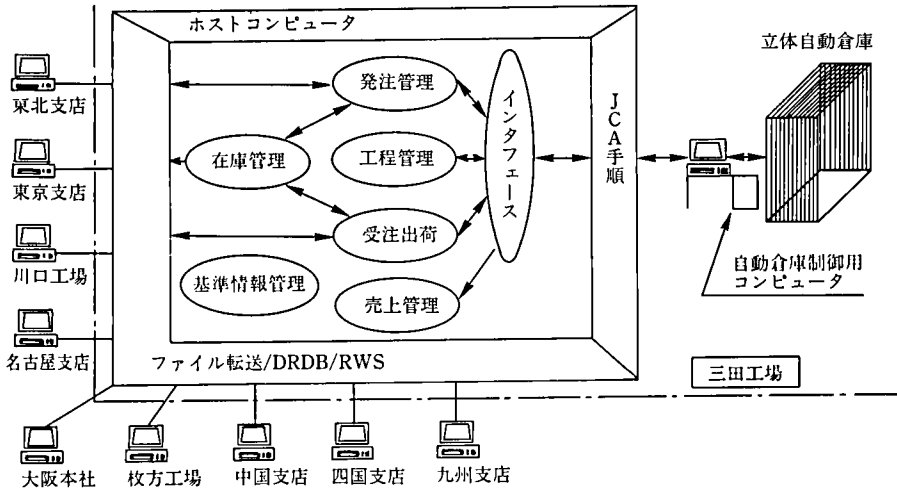 ホストコンピュータ
立体自動倉庫
東北支店
東京支店
川口工場
名古屋支店
発注管理
在庫管理
工程管理
受注出荷
基準情報管理
売上管理
インタフェース
JCA手順
自動倉庫制御用
コンピュータ
ファイル転送/DRDB/RWS
三田工場
大阪本社
枚方工場
中国支店
四国支店
九州支店